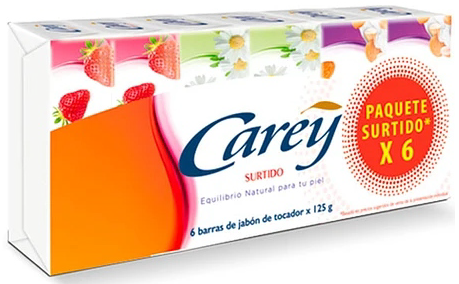 Carey
SURTIDO
Equilibrio Natural para tu piel
6 barras de jabón de tocador x 125 g
PAQUETE
SURTIDO*
X 6